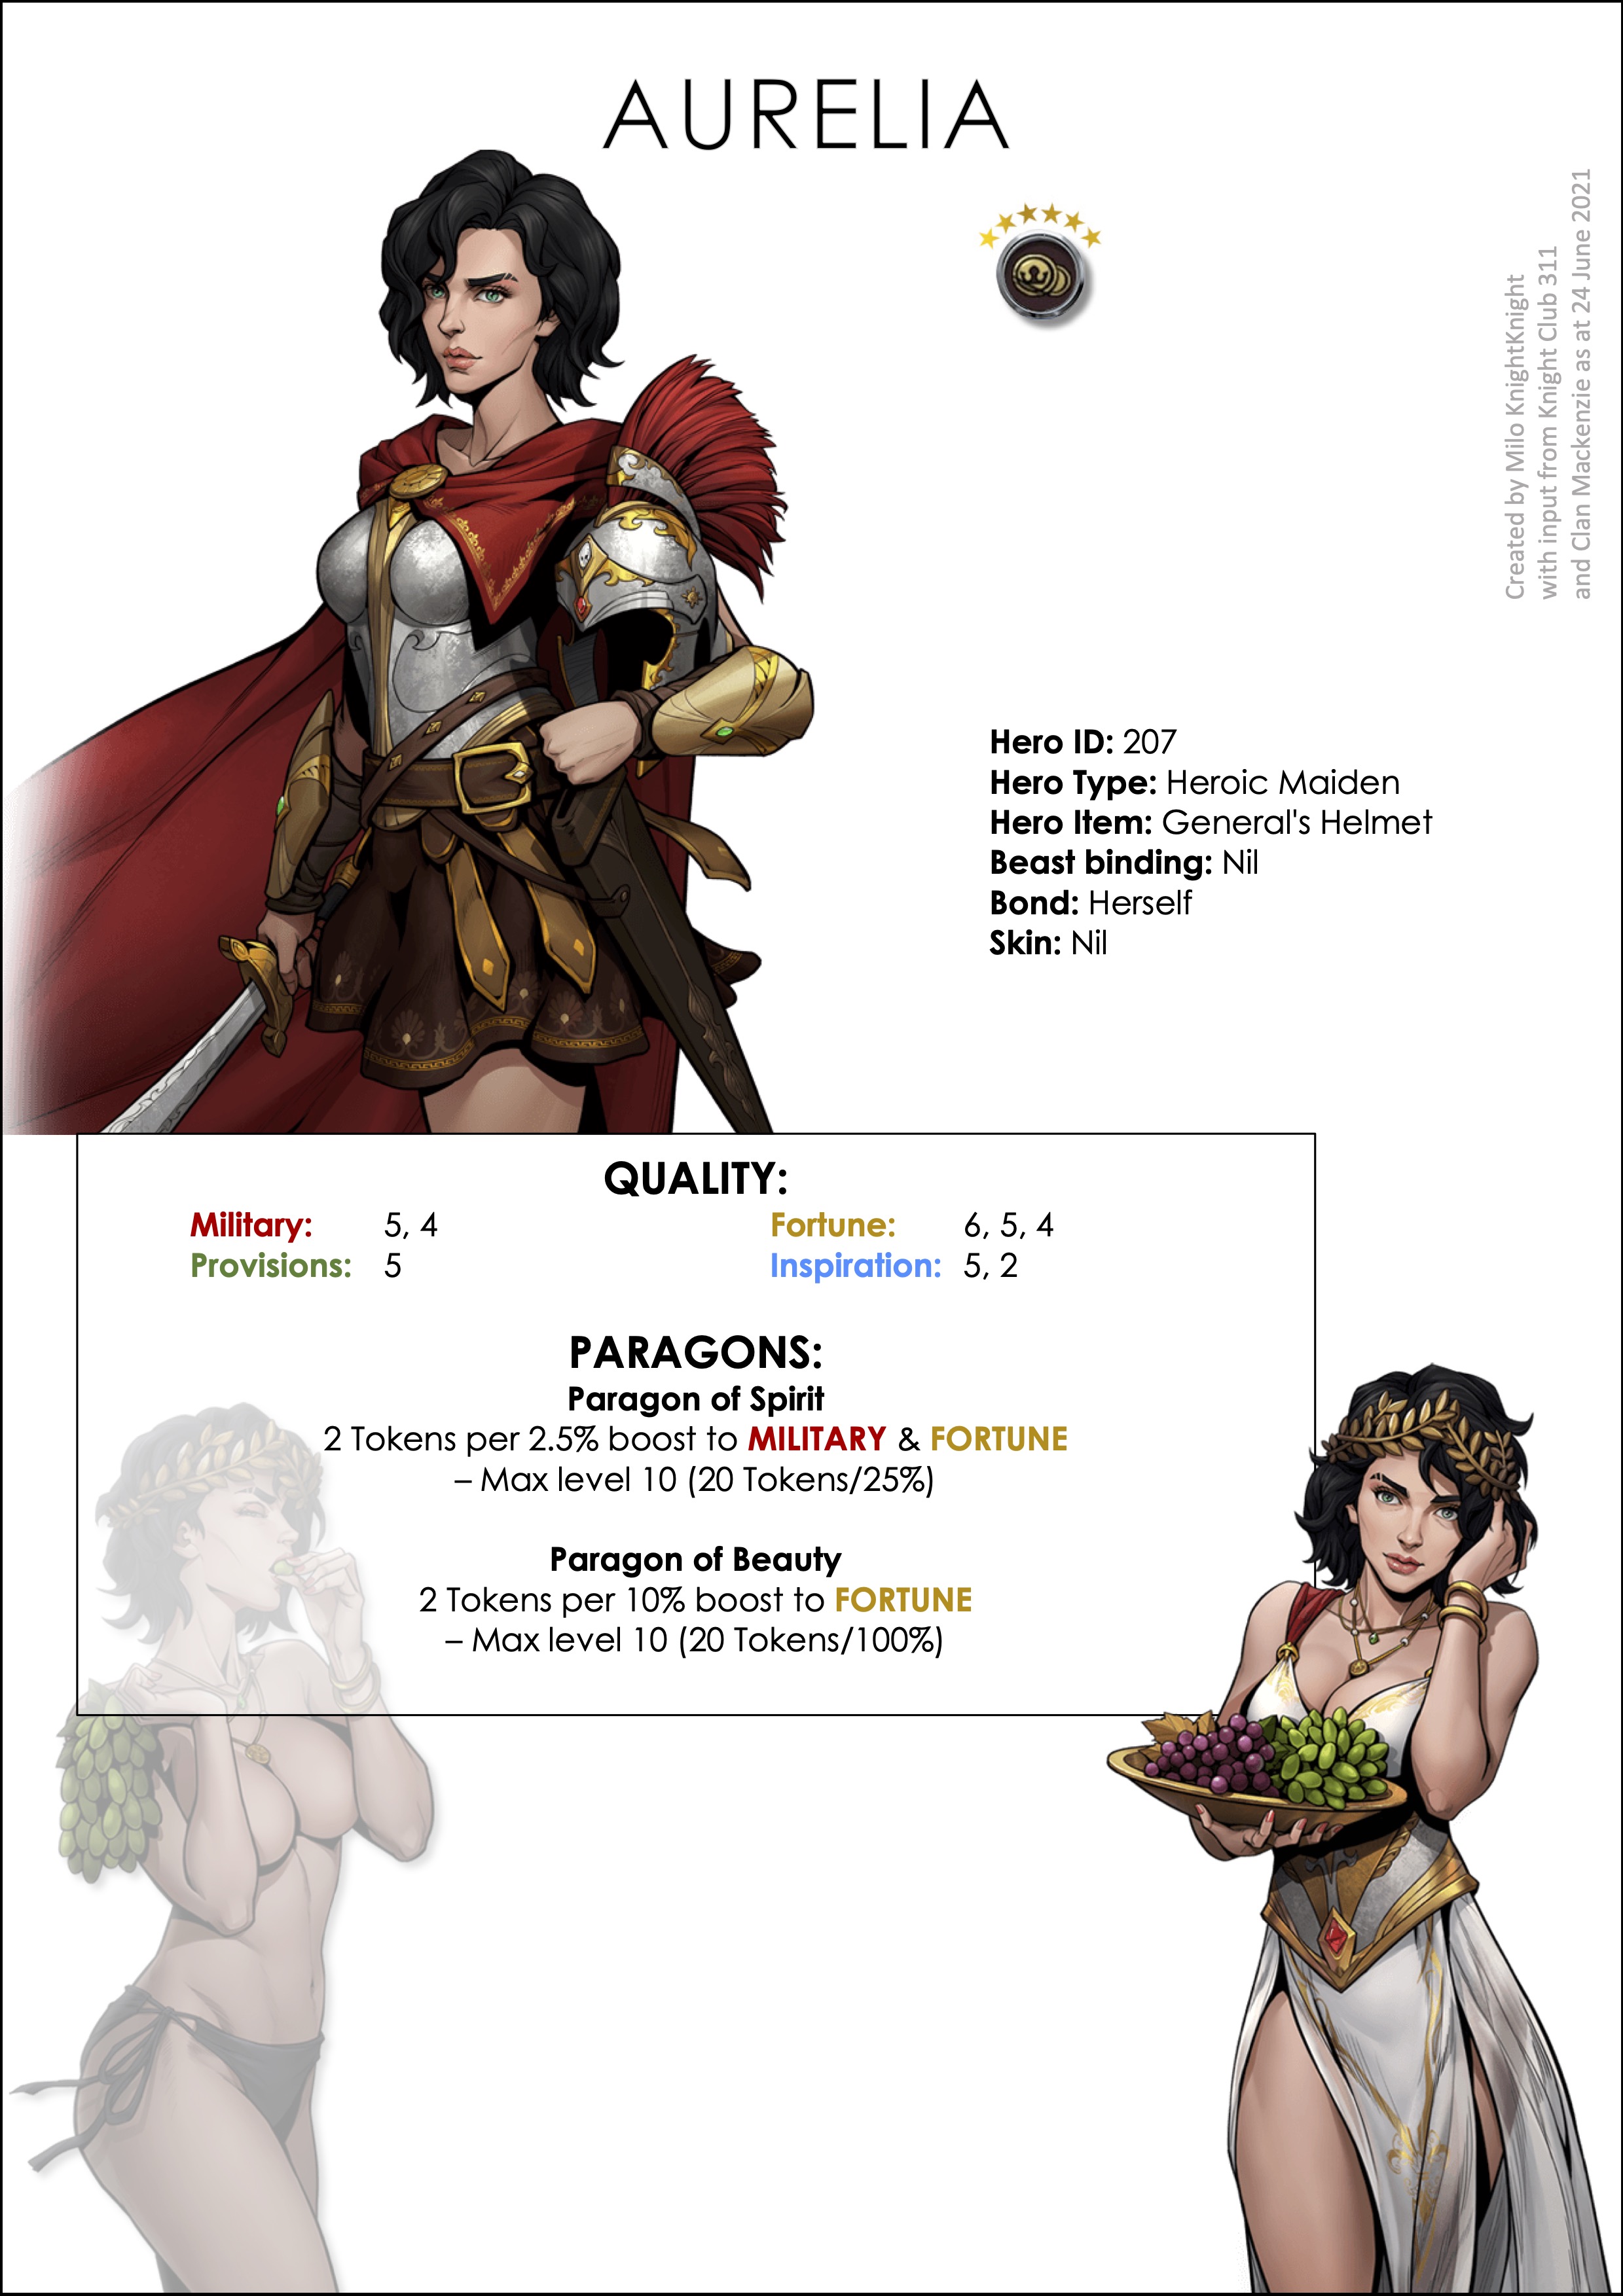 AURELIA
Created by Milo KnightKnight
with input from Knight Club 311
and Clan Mackenzie as at 24 June 2021
Hero ID: 207
Hero Type: Heroic Maiden
Hero Item: General's Helmet
Beast binding: Nil
Bond: Herself
Skin: Nil
QUALITY:
Military: 5, 4 Fortune: 6, 5, 4
Provisions: 5 Inspiration: 5, 2
PARAGONS:
Paragon of Spirit
2 Tokens per 2.5% boost to MILITARY & FORTUNE
– Max level 10 (20 Tokens/25%)
Paragon of Beauty
2 Tokens per 10% boost to FORTUNE
– Max level 10 (20 Tokens/100%)